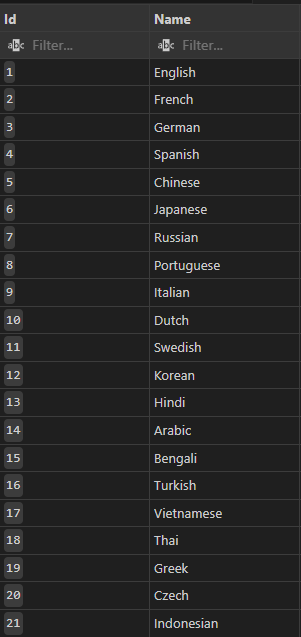 Id Name
abc Filter... abc Filter...
1 English
2 French
3 German
4 Spanish
5 Chinese
6 Japanese
7 Russian
8 Portuguese
9 Italian
10 Dutch
11 Swedish
12 Korean
13 Hindi
14 Arabic
15 Bengali
16 Turkish
17 Vietnamese
18 Thai
19 Greek
20 Czech
21 Indonesian